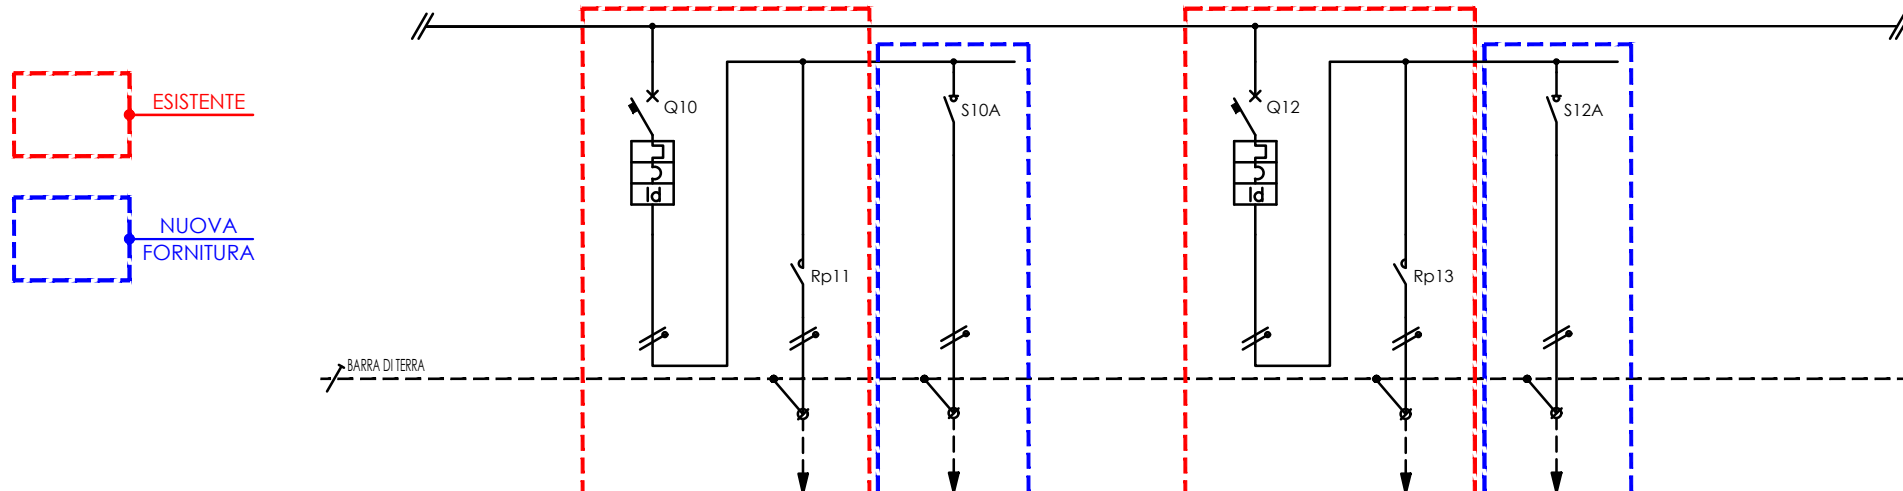 ESISTENTE
NUOVA
FORNITURA
Q10
S10A
Q12
S12A
Id
Id
Rp11
Rp13
BARRA DI TERRA